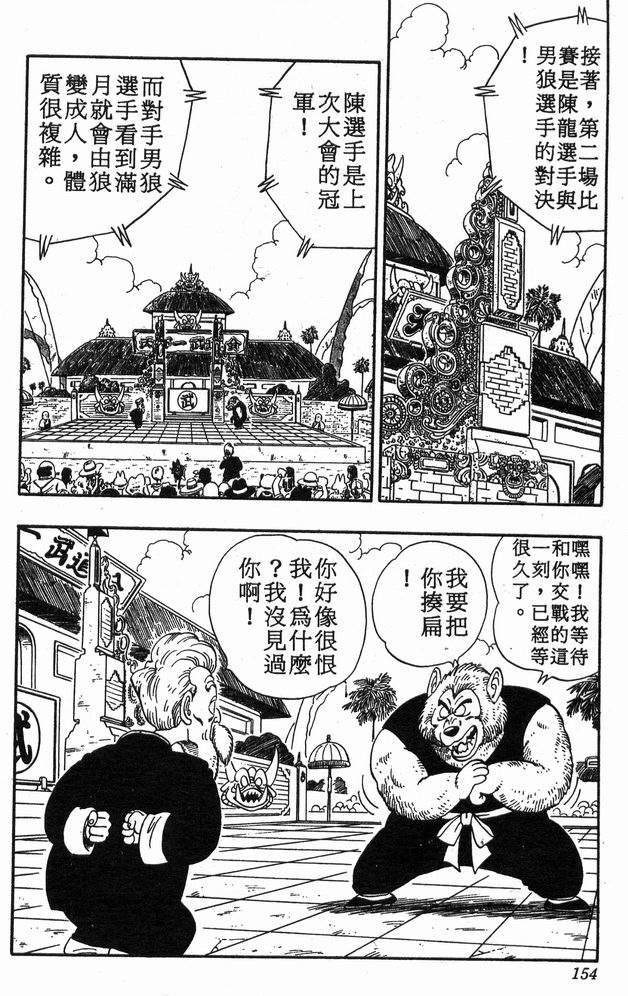 接著，第二場比
賽是陳龍選手與
男狼選手的對決
！
陳選手是上
次大會的冠
軍！
而對手男狼
選手看到滿
月就會由狼
變成人，體
質很複雜。
武
嘿嘿！我等待
和你交戰的這
一刻，已經等
很久了。
我要把
你揍扁
！
你好像很恨
我！爲什麼
？我沒見過
你啊！
武
154